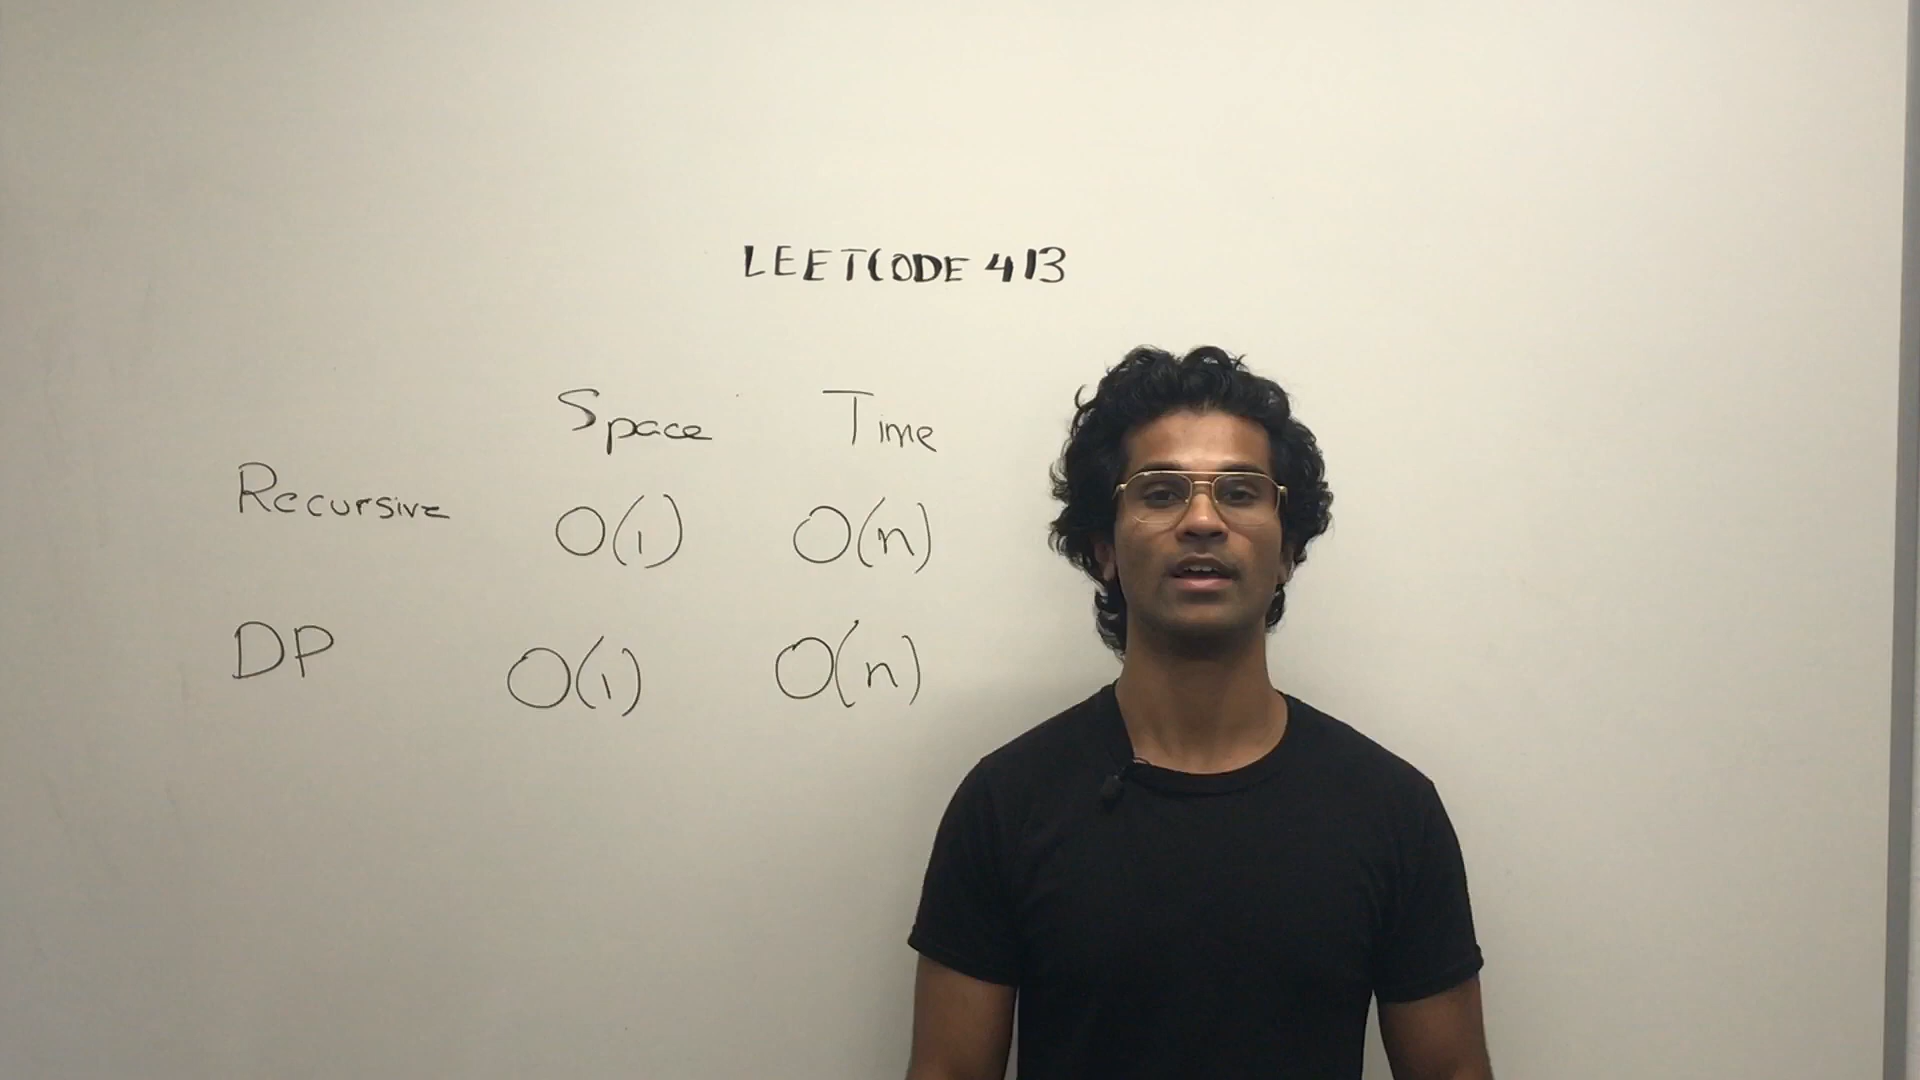 LEETCODE 413
Space Time
Recursive O(1) O(n)
DP O(1) O(n)